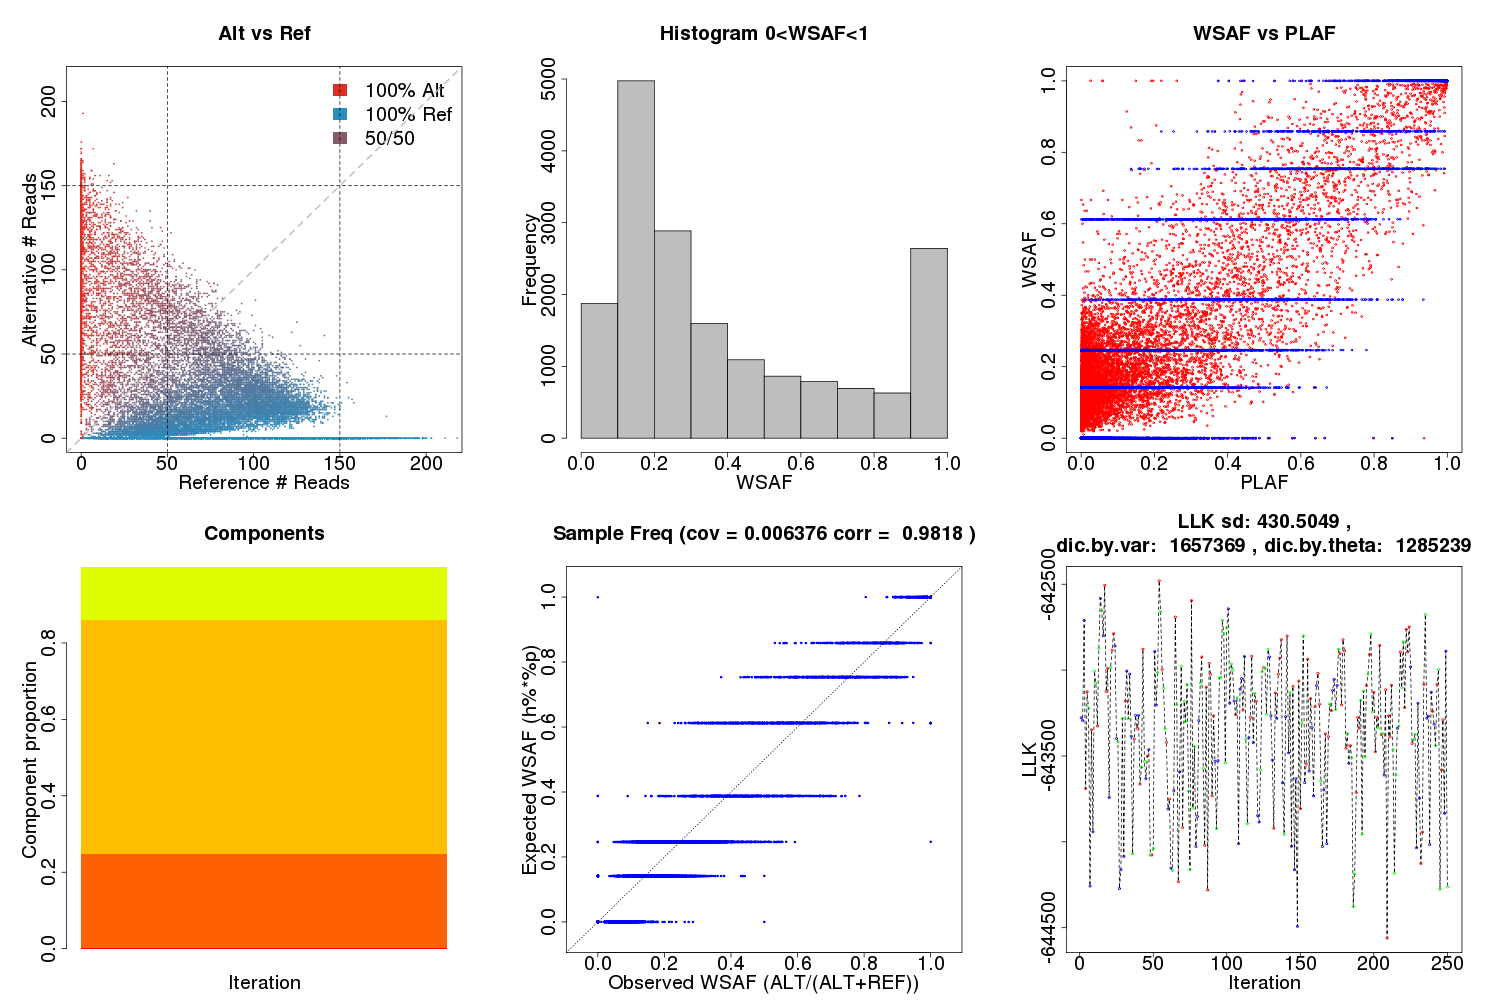 Alt vs Ref
Alternative # Reads
200
150
100
50
0
100% Alt
100% Ref
50/50
0 50 100 150 200
Reference # Reads
Histogram 0<WSAF<1
Frequency
5000
4000
3000
2000
1000
0
0.0 0.2 0.4 0.6 0.8 1.0
WSAF
WSAF vs PLAF
WSAF
1.0
0.8
0.6
0.4
0.2
0.0
0.0 0.2 0.4 0.6 0.8 1.0
PLAF
Components
Component proportion
0.8
0.6
0.4
0.2
0.0
Iteration
Sample Freq (cov = 0.006376 corr = 0.9818 )
Expected WSAF (h%*%p)
1.0
0.8
0.6
0.4
0.2
0.0
0.0 0.2 0.4 0.6 0.8 1.0
Observed WSAF (ALT/(ALT+REF))
LLK sd: 430.5049 ,
dic.by.var: 1657369 , dic.by.theta: 1285239
LLK
-642500
-643500
-644500
0 50 100 150 200 250
Iteration